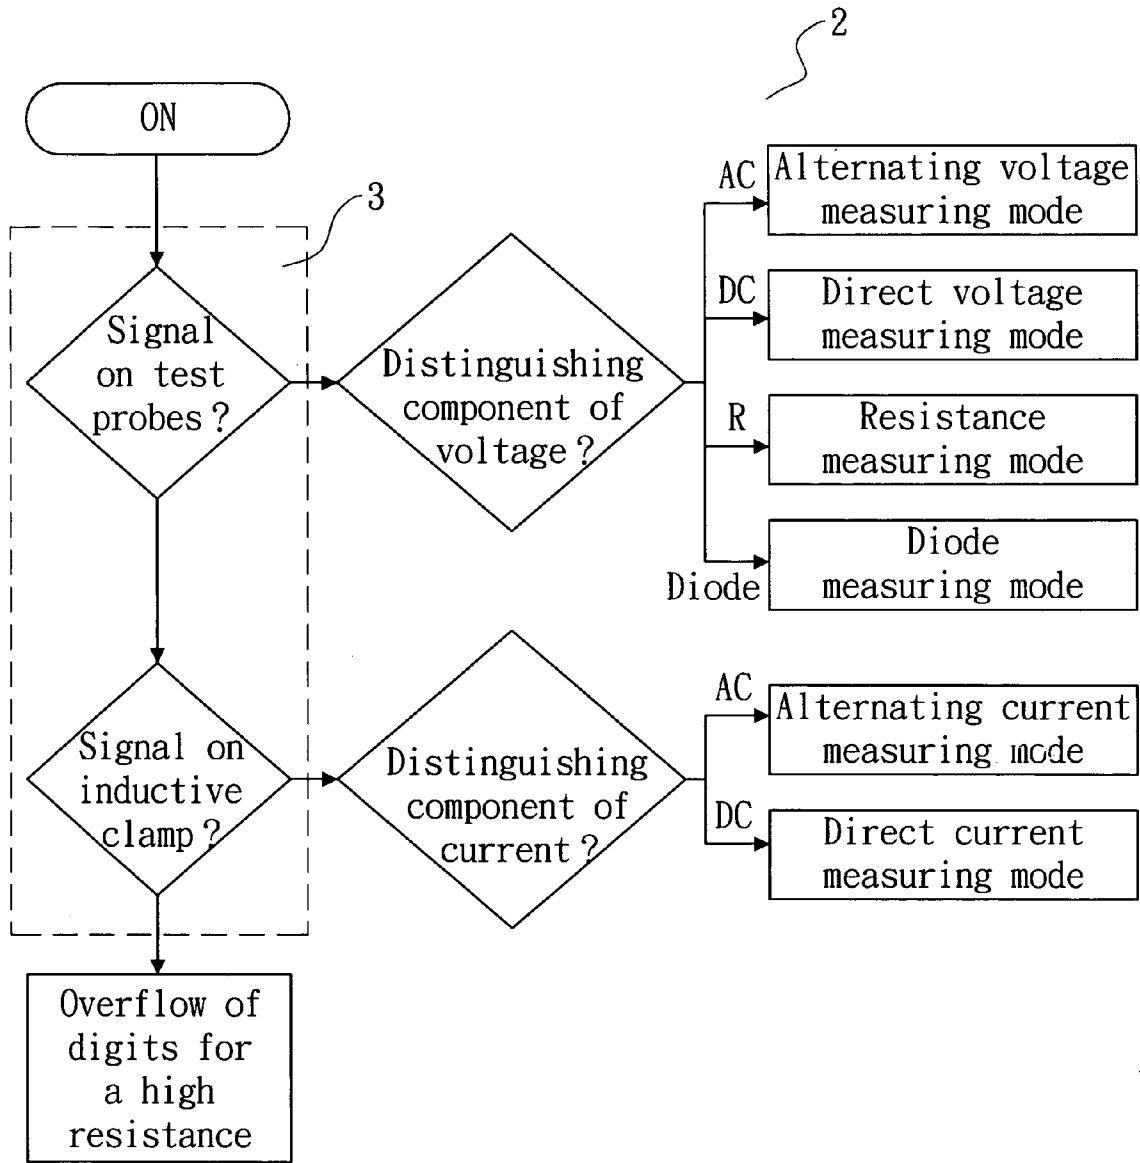 2
ON
3
Signal
on test
probes?
Distinguishing
component of
voltage?
AC
Alternating voltage
measuring mode
DC
Direct voltage
measuring mode
R
Resistance
measuring mode
Diode
Diode
measuring mode
Signal on
inductive
clamp?
Distinguishing
component of
current?
AC
Alternating current
measuring mode
DC
Direct current
measuring mode
Overflow of
digits for
a high
resistance